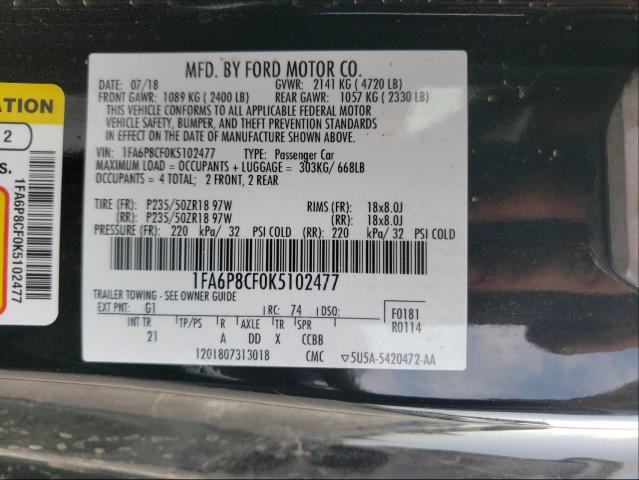 MFD. BY FORD MOTOR CO.
DATE: 07/18 GVWR: 2141 KG ( 4720 LB)
FRONT GAWR: 1089 KG ( 2400 LB) REAR GAWR: 1057 KG ( 2330 LB)
THIS VEHICLE CONFORMS TO ALL APPLICABLE FEDERAL MOTOR
VEHICLE SAFETY, BUMPER, AND THEFT PREVENTION STANDARDS
IN EFFECT ON THE DATE OF MANUFACTURE SHOWN ABOVE.
VIN: 1FA6P8CF0K5102477 TYPE: Passenger Car
MAXIMUM LOAD = OCCUPANTS + LUGGAGE = 303KG/ 668LB
OCCUPANTS = 4 TOTAL; 2 FRONT, 2 REAR
TIRE (FR): P235/50ZR18 97W RIMS (FR): 18x8.0J
(RR): P235/50ZR18 97W (RR): 18x8.0J
PRESSURE (FR): 220 kPa/ 32 PSI COLD (RR): 220 kPa/ 32 PSI COLD
1FA6P8CF0K5102477
TRAILER TOWING - SEE OWNER GUIDE
EXT PNT: G1 RC: 74 DSO: F0181
INT TR TP/PS R AXLE TR SPR R0114
21 A DD X CCBB
1201807313018 CMC 5U5A-5420472-AA
ATION
2
S.
1FA6P8CF0K5102477